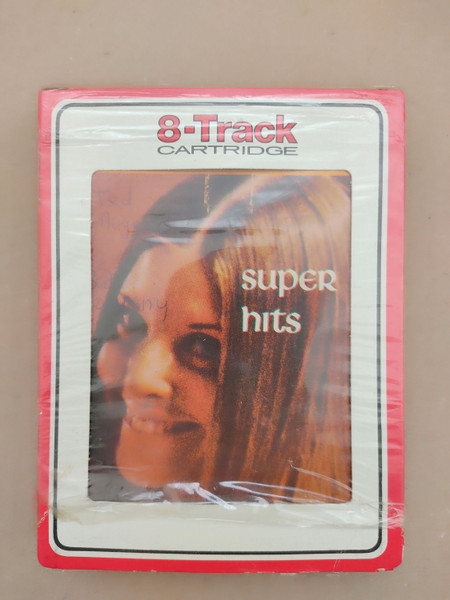 8-Track
CARTRIDGE
super
hits